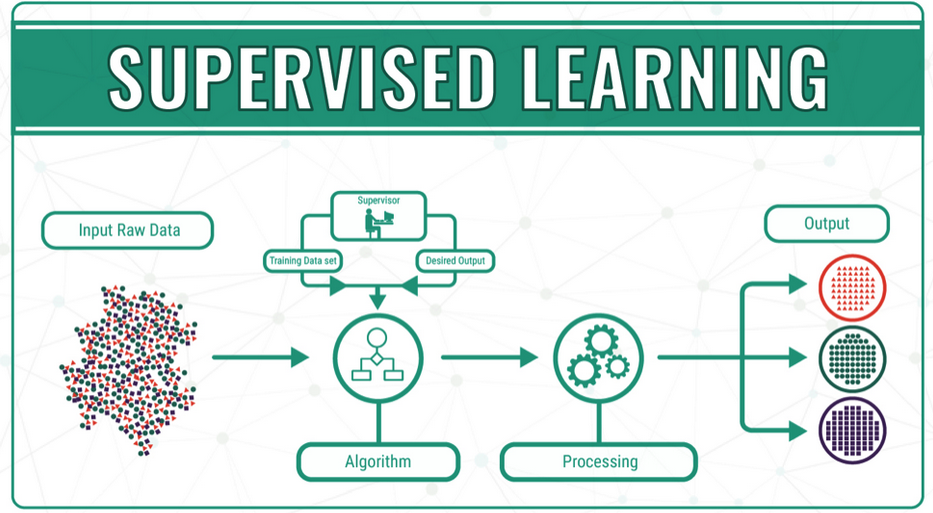 SUPERVISED LEARNING
Supervisor
Input Raw Data
Output
Training Data set
Desired Output
Algorithm
Processing